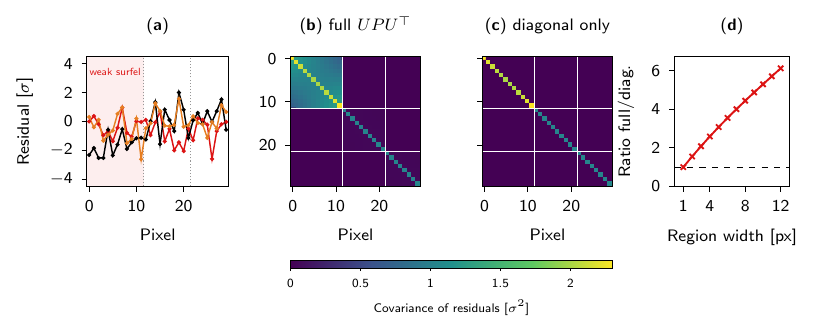 (a)
(b) full UPU⊤
(c) diagonal only
(d)
weak surfel
Residual [σ]
4
2
0
−2
−4
0
10
20
Pixel
0
10
20
0
20
Pixel
0
20
Pixel
Ratio full/diag.
6
4
2
0
1
4
8
12
Region width [px]
0
0.5
1
1.5
2
Covariance of residuals [σ²]